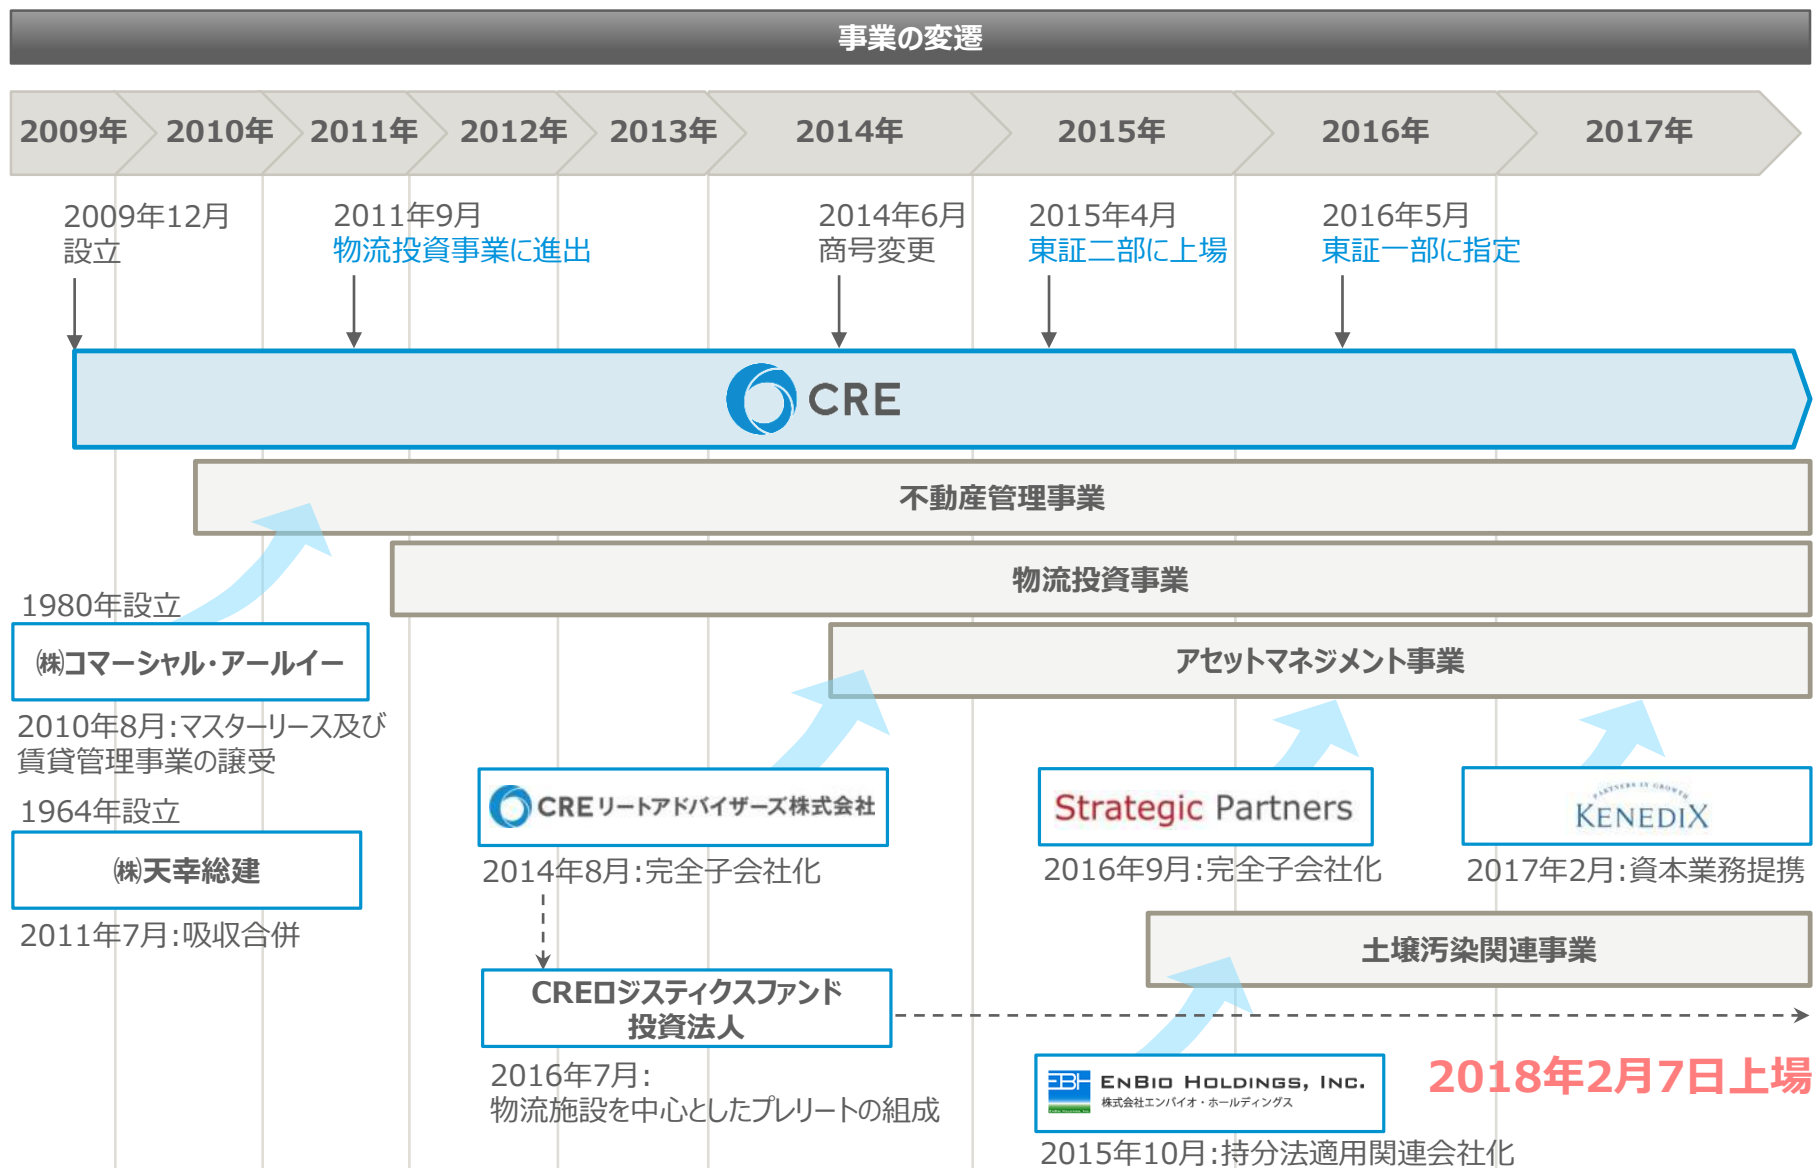 事業の変遷
2009年
2010年
2011年
2012年
2013年
2014年
2015年
2016年
2017年
2009年12月
設立
2011年9月
物流投資事業に進出
2014年6月
商号変更
2015年4月
東証二部に上場
2016年5月
東証一部に指定
CRE
不動産管理事業
物流投資事業
アセットマネジメント事業
1980年設立
㈱コマーシャル・アールイー
2010年8月:マスターリース及び
賃貸管理事業の譲受
1964年設立
㈱天幸総建
2011年7月:吸収合併
CREリートアドバイザーズ株式会社
2014年8月:完全子会社化
CREロジスティクスファンド
投資法人
2016年7月:
物流施設を中心としたプレリートの組成
Strategic Partners
2016年9月:完全子会社化
PARTNERS IN GROWTH
KENEDIX
2017年2月:資本業務提携
土壌汚染関連事業
EBH
ENBIO HOLDINGS, INC.
株式会社エンバイオ・ホールディングス
2015年10月:持分法適用関連会社化
2018年2月7日上場